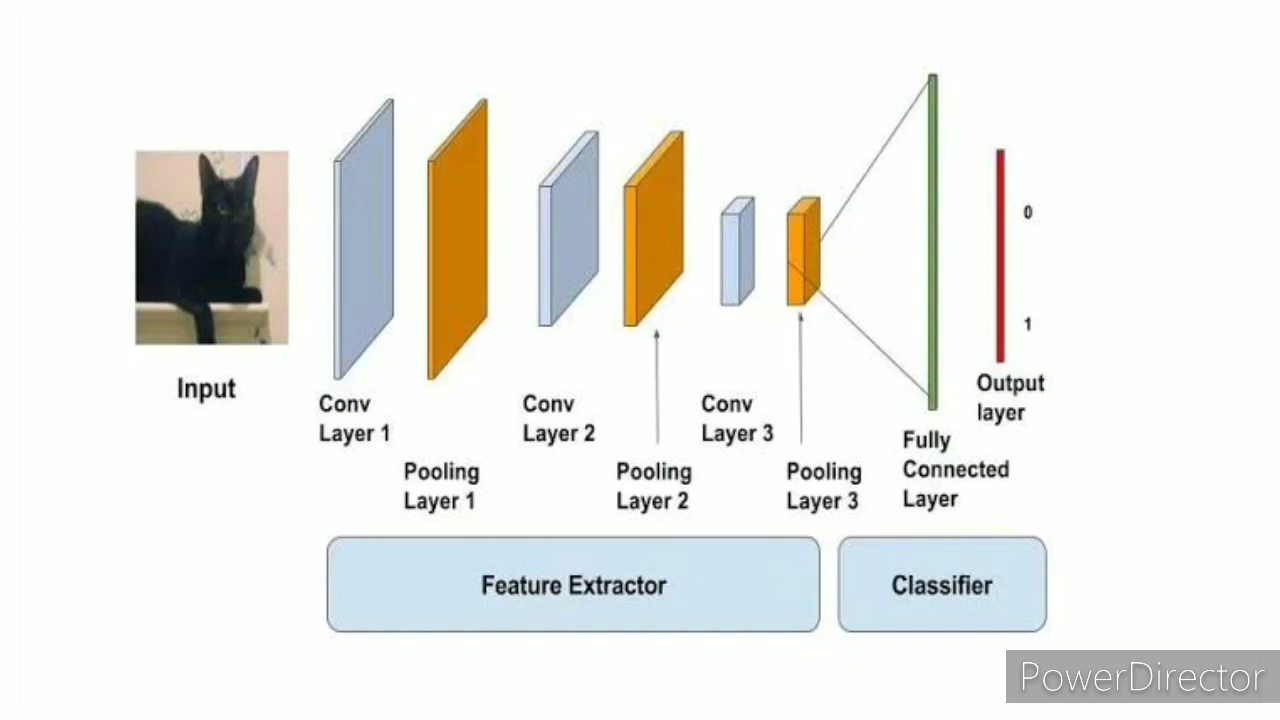 Input
Conv
Layer 1
Pooling
Layer 1
Conv
Layer 2
Pooling
Layer 2
Conv
Layer 3
Pooling
Layer 3
Fully
Connected
Layer
0
1
Output
layer
Feature Extractor
Classifier
PowerDirector